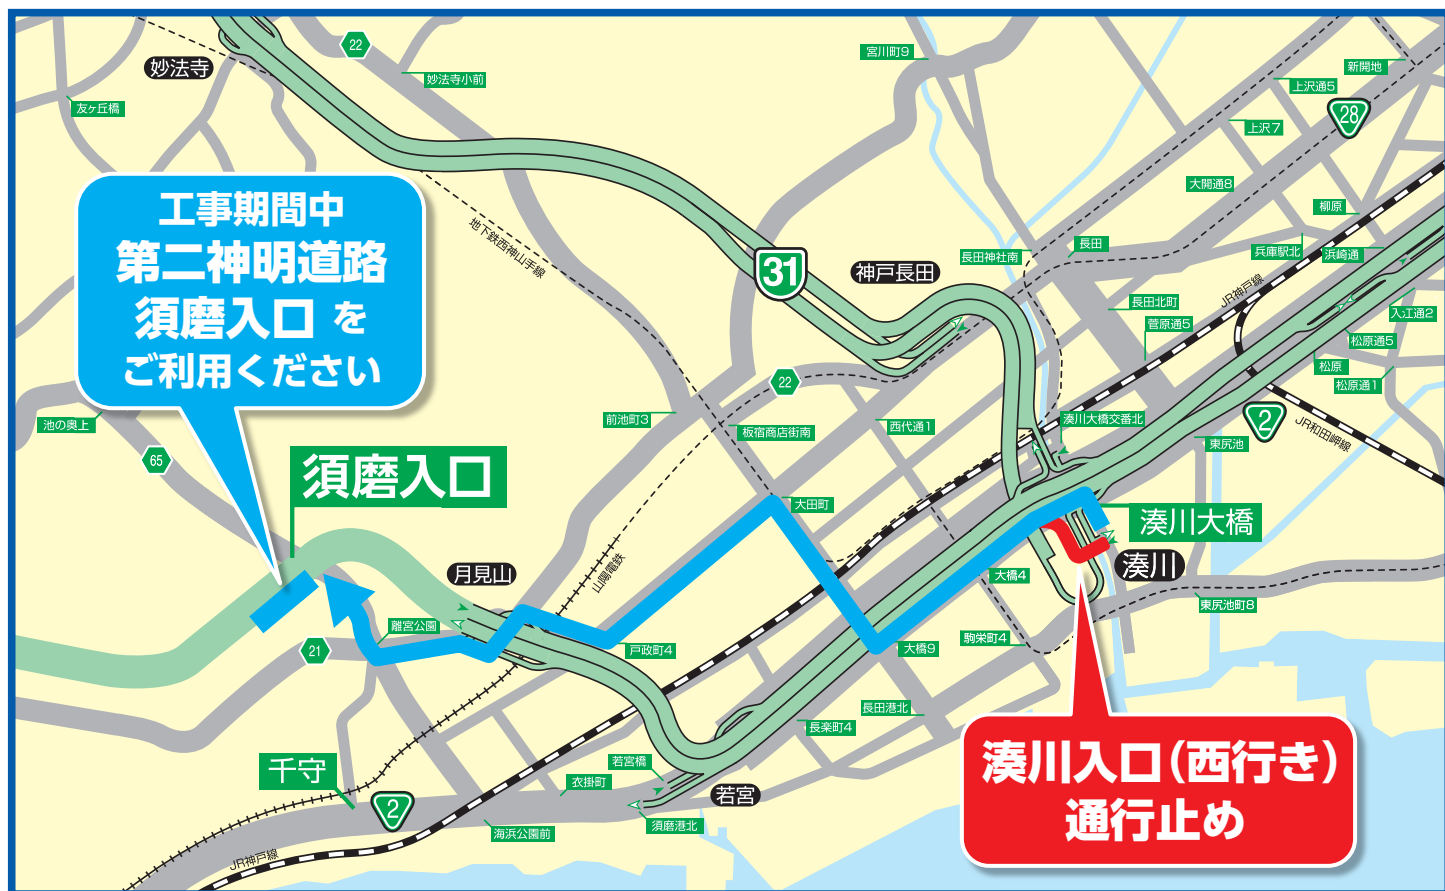 妙法寺
22
妙法寺小前
友ヶ丘橋
宮川町9
新開地
上沢通5
28
上沢7
大開通8
柳原
工事期間中
第二神明道路
須磨入口 を
ご利用ください
地下鉄西神山手線
31
神戸長田
長田神社南
長田
兵庫駅北
浜崎通
JR神戸線
長田北町
菅原通5
入江通2
松原通5
松原
松原通1
22
池の奥上
65
前池町3
板宿商店街南
西代通1
湊川大橋交番北
2
東尻池
JR和田岬線
須磨入口
大田町
湊川大橋
湊川
山陽電鉄
月見山
大橋4
東尻池町8
離宮公園
21
戸政町4
大橋9
駒栄町4
長田港北
長楽町4
千守
若宮橋
衣掛町
若宮
2
海浜公園前
須磨港北
JR神戸線
湊川入口(西行き)
通行止め